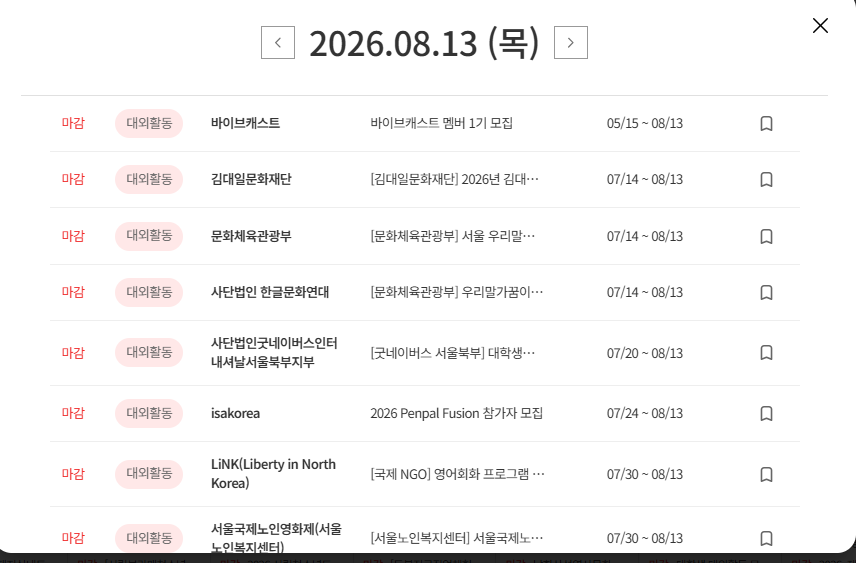 2026.08.13 (목)
마감 대외활동 바이브캐스트 바이브캐스트 멤버 1기 모집 05/15 ~ 08/13
마감 대외활동 김대일문화재단 [김대일문화재단] 2026년 김대… 07/14 ~ 08/13
마감 대외활동 문화체육관광부 [문화체육관광부] 서울 우리말… 07/14 ~ 08/13
마감 대외활동 사단법인 한글문화연대 [문화체육관광부] 우리말가꿈이… 07/14 ~ 08/13
마감 대외활동 사단법인굿네이버스인터 [굿네이버스 서울북부] 대학생… 07/20 ~ 08/13
내셔날서울북부지부
마감 대외활동 isakorea 2026 Penpal Fusion 참가자 모집 07/24 ~ 08/13
마감 대외활동 LiNK(Liberty in North [국제 NGO] 영어회화 프로그램 … 07/30 ~ 08/13
Korea)
마감 대외활동 서울국제노인영화제(서울 [서울노인복지센터] 서울국제노… 07/30 ~ 08/13
노인복지센터)